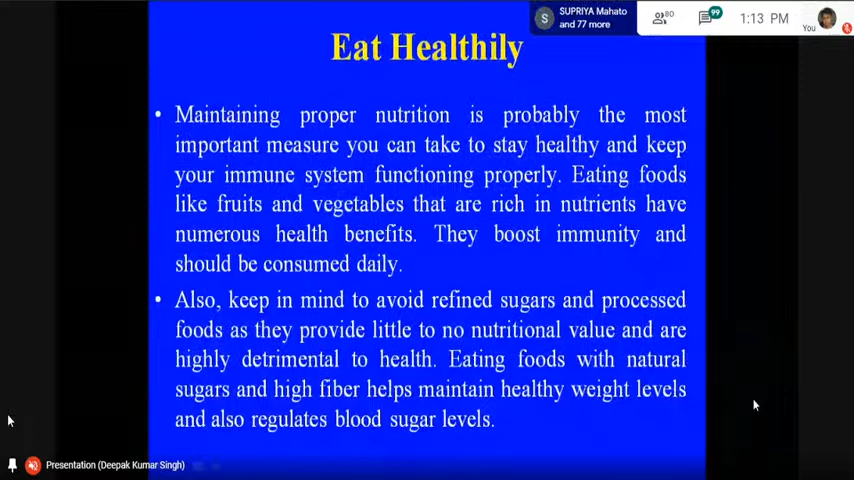 SUPRIYA Mahato
and 77 more
S
80
99
1:13 PM
You
Eat Healthily
• Maintaining proper nutrition is probably the most
important measure you can take to stay healthy and keep
your immune system functioning properly. Eating foods
like fruits and vegetables that are rich in nutrients have
numerous health benefits. They boost immunity and
should be consumed daily.
• Also, keep in mind to avoid refined sugars and processed
foods as they provide little to no nutritional value and are
highly detrimental to health. Eating foods with natural
sugars and high fiber helps maintain healthy weight levels
and also regulates blood sugar levels.
Presentation (Deepak Kumar Singh)